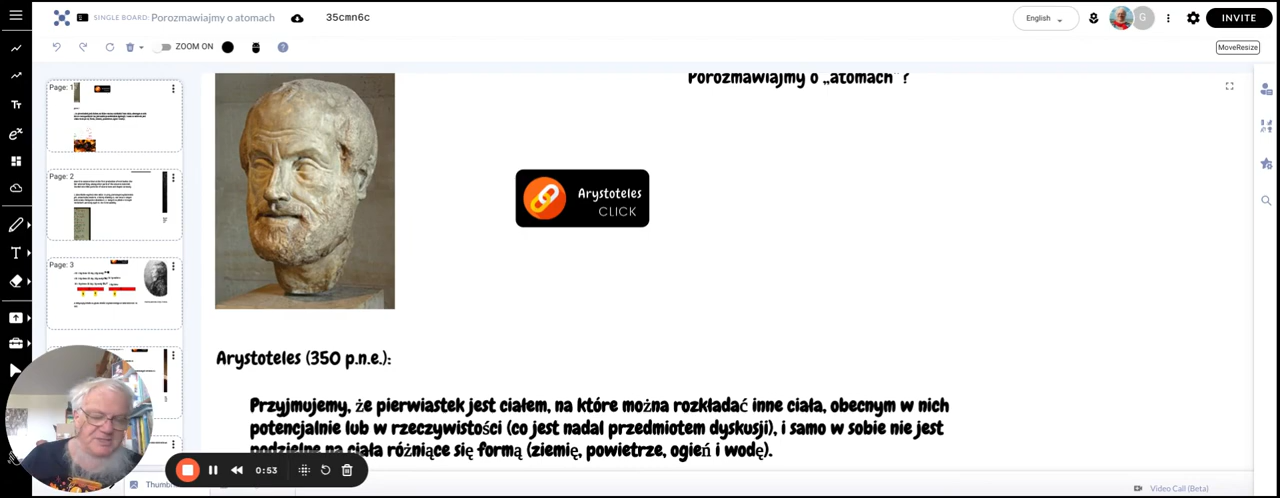 SINGLE BOARD: Porozmawiajmy o atomach
35cmn6c
English
G
INVITE
ZOOM ON
MoveResize
Page: 1
Porozmawiajmy o „atomach” ?
Arystoteles
CLICK
Page: 2
Page: 3
Arystoteles (350 p.n.e.):
Przyjmujemy, że pierwiastek jest ciałem, na które można rozkładać inne ciała, obecnym w nich
potencjalnie lub w rzeczywistości (co jest nadal przedmiotem dyskusji), i samo w sobie nie jest
podzielne na ciała różniące się formą (ziemię, powietrze, ogień i wodę).
0:53
Video Call (Beta)